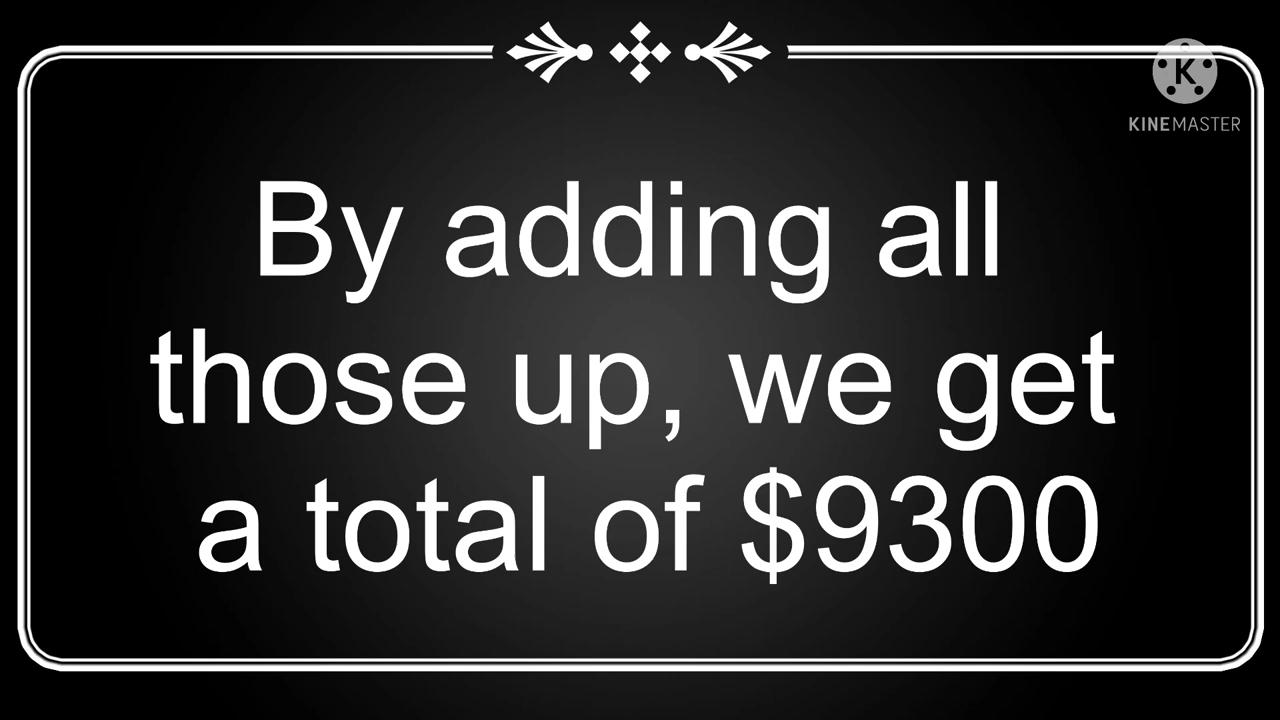 K
KINEMASTER
By adding all
those up, we get
a total of $9300